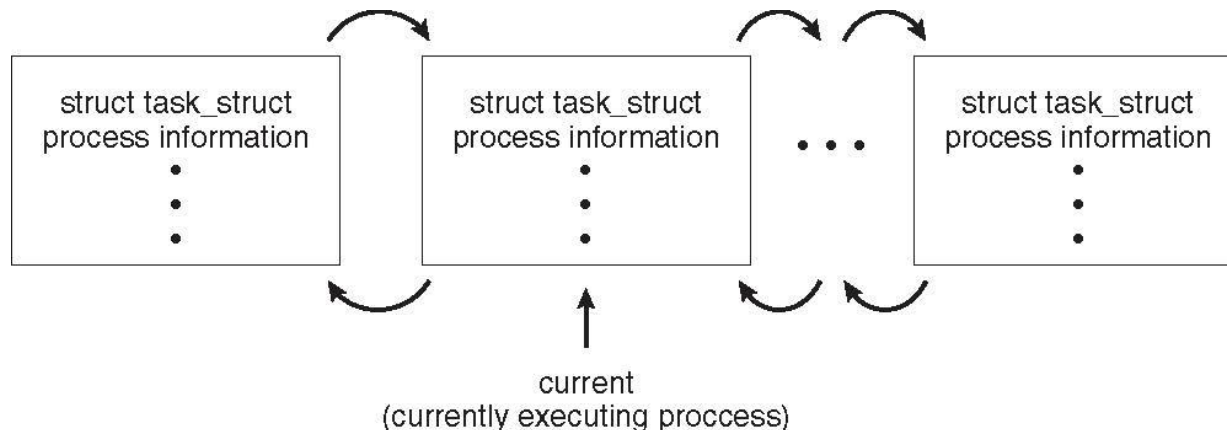 struct task_struct
process information
struct task_struct
process information
struct task_struct
process information
current
(currently executing proccess)